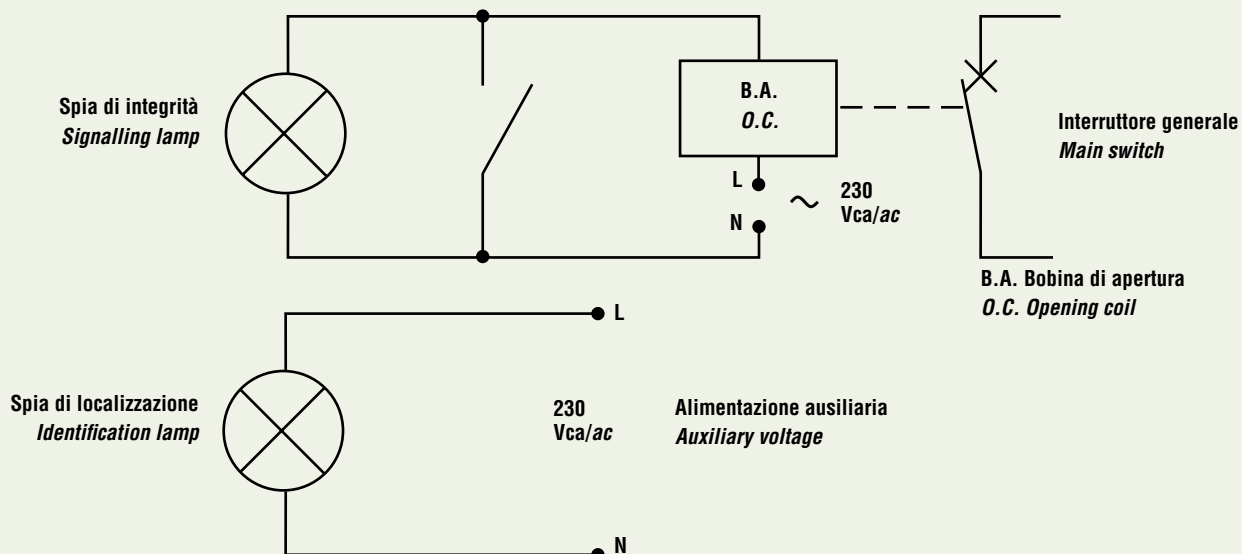 Spia di integrità
Signalling lamp
B.A.
O.C.
L
N
230
Vca/ac
Interruttore generale
Main switch
B.A. Bobina di apertura
O.C. Opening coil
L
Spia di localizzazione
Identification lamp
230
Vca/ac
Alimentazione ausiliaria
Auxiliary voltage
N